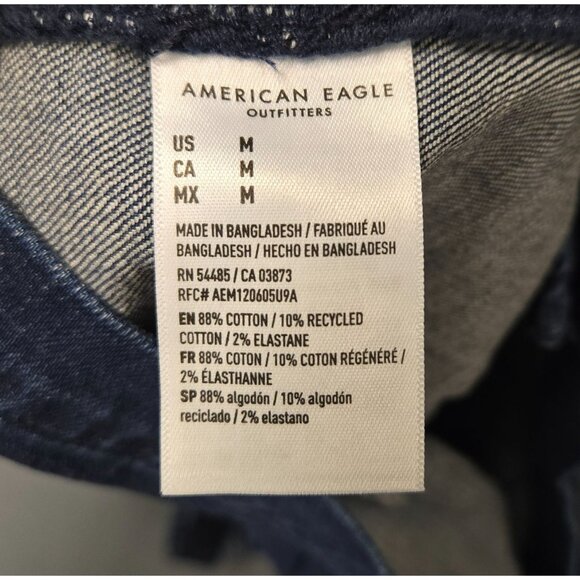 AMERICAN EAGLE
OUTFITTERS
US M
CA M
MX M
MADE IN BANGLADESH / FABRIQUÉ AU
BANGLADESH / HECHO EN BANGLADESH
RN 54485 / CA 03873
RFC# AEM120605U9A
EN 88% COTTON / 10% RECYCLED
COTTON / 2% ELASTANE
FR 88% COTON / 10% COTON RÉGÉNÉRÉ /
2% ÉLASTHANNE
SP 88% algodón / 10% algodón
reciclado / 2% elastano